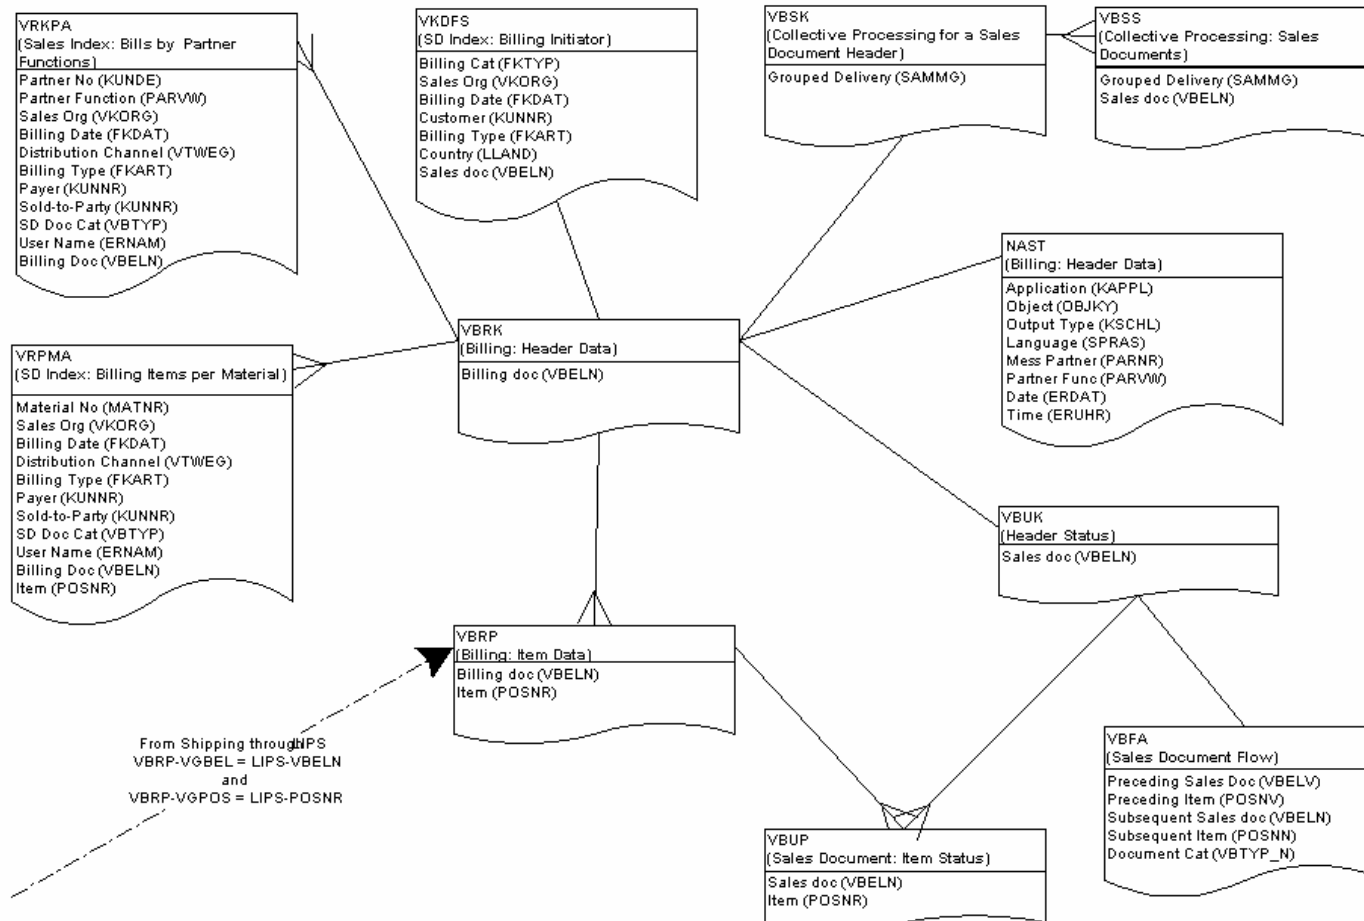 VRKPA
(Sales Index: Bills by Partner
Functions)
Partner No (KUNDE)
Partner Function (PARVW)
Sales Org (VKORG)
Billing Date (FKDAT)
Distribution Channel (VTWEG)
Billing Type (FKART)
Payer (KUNNR)
Sold-to-Party (KUNNR)
SD Doc Cat (VBTYP)
User Name (ERNAM)
Billing Doc (VBELN)
VKDFS
(SD Index: Billing Initiator)
Billing Cat (FKTYP)
Sales Org (VKORG)
Billing Date (FKDAT)
Customer (KUNNR)
Billing Type (FKART)
Country (LLAND)
Sales doc (VBELN)
VBSK
(Collective Processing for a Sales
Document Header)
Grouped Delivery (SAMMG)
VBSS
(Collective Processing: Sales
Documents)
Grouped Delivery (SAMMG)
Sales doc (VBELN)
NAST
(Billing: Header Data)
Application (KAPPL)
Object (OBJKY)
Output Type (KSCHL)
Language (SPRAS)
Mess Partner (PARNR)
Partner Func (PARVW)
Date (ERDAT)
Time (ERUHR)
VBRK
(Billing: Header Data)
Billing doc (VBELN)
VRPMA
(SD Index: Billing Items per Material)
Material No (MATNR)
Sales Org (VKORG)
Billing Date (FKDAT)
Distribution Channel (VTWEG)
Billing Type (FKART)
Payer (KUNNR)
Sold-to-Party (KUNNR)
SD Doc Cat (VBTYP)
User Name (ERNAM)
Billing Doc (VBELN)
Item (POSNR)
VBUK
(Header Status)
Sales doc (VBELN)
VBRP
(Billing: Item Data)
Billing doc (VBELN)
Item (POSNR)
From Shipping through LIPS
VBRP-VGBEL = LIPS-VBELN
and
VBRP-VGPOS = LIPS-POSNR
VBFA
(Sales Document Flow)
Preceding Sales Doc (VBELV)
Preceding Item (POSNV)
Subsequent Sales doc (VBELN)
Subsequent Item (POSNN)
Document Cat (VBTYP_N)
VBUP
(Sales Document: Item Status)
Sales doc (VBELN)
Item (POSNR)